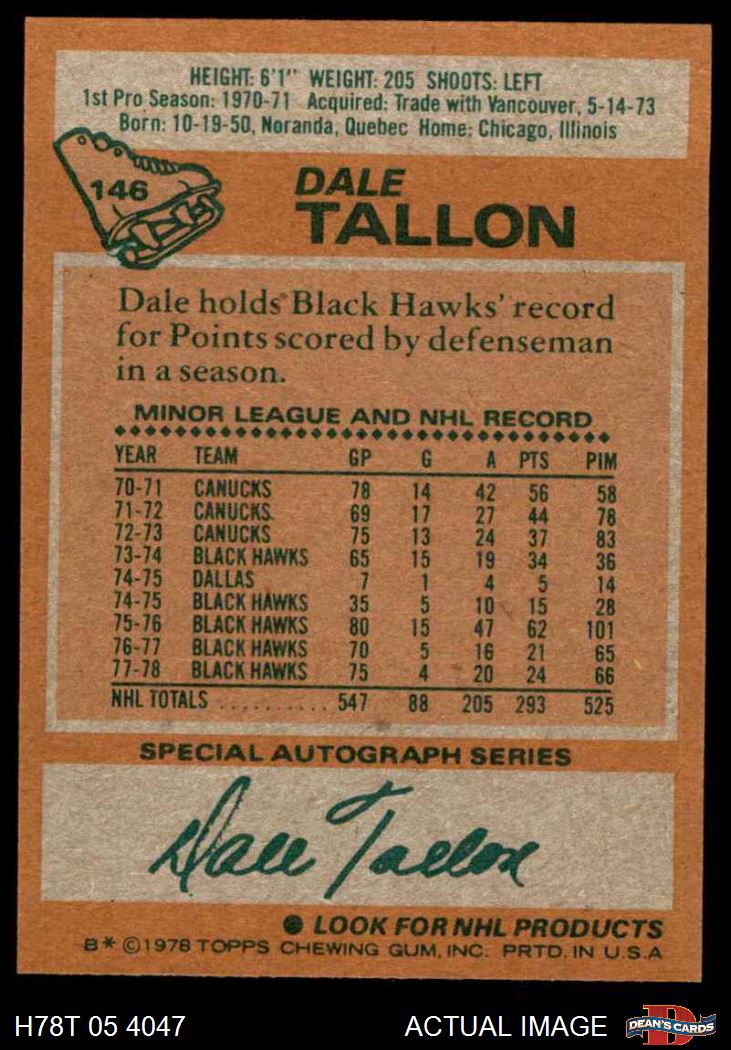 HEIGHT: 6'1" WEIGHT: 205 SHOOTS: LEFT
1st Pro Season: 1970-71 Acquired: Trade with Vancouver, 5-14-73
Born: 10-19-50, Noranda, Quebec Home: Chicago, Illinois
146
DALE
TALLON
Dale holds Black Hawks' record
for Points scored by defenseman
in a season.
MINOR LEAGUE AND NHL RECORD
YEAR TEAM GP G A PTS PIM
70-71 CANUCKS 78 14 42 56 58
71-72 CANUCKS 69 17 27 44 78
72-73 CANUCKS 75 13 24 37 83
73-74 BLACK HAWKS 65 15 19 34 36
74-75 DALLAS 7 1 4 5 14
74-75 BLACK HAWKS 35 5 10 15 28
75-76 BLACK HAWKS 80 15 47 62 101
76-77 BLACK HAWKS 70 5 16 21 65
77-78 BLACK HAWKS 75 4 20 24 66
NHL TOTALS .......... 547 88 205 293 525
SPECIAL AUTOGRAPH SERIES
Dale Tallon
● LOOK FOR NHL PRODUCTS
B* ©1978 TOPPS CHEWING GUM, INC. PRTD. IN U.S.A
H78T 05 4047 ACTUAL IMAGE DEAN'S CARDS